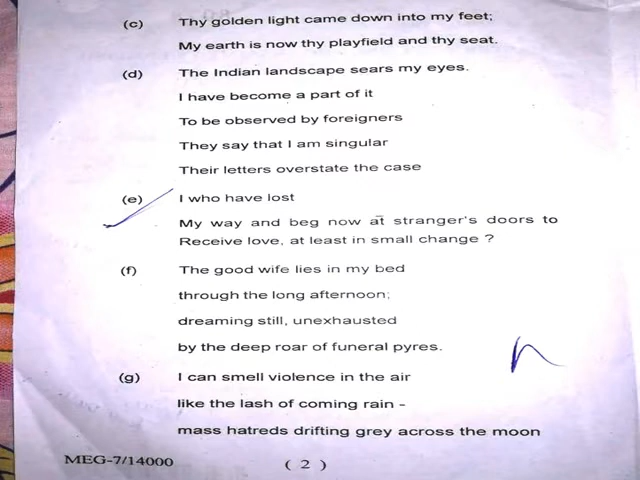 (c) Thy golden light came down into my feet;
My earth is now thy playfield and thy seat.
(d) The Indian landscape sears my eyes.
I have become a part of it
To be observed by foreigners
They say that I am singular
Their letters overstate the case
(e) I who have lost
My way and beg now at stranger's doors to
Receive love, at least in small change ?
(f) The good wife lies in my bed
through the long afternoon;
dreaming still, unexhausted
by the deep roar of funeral pyres.
(g) I can smell violence in the air
like the lash of coming rain -
mass hatreds drifting grey across the moon
MEG-7/14000 ( 2 )